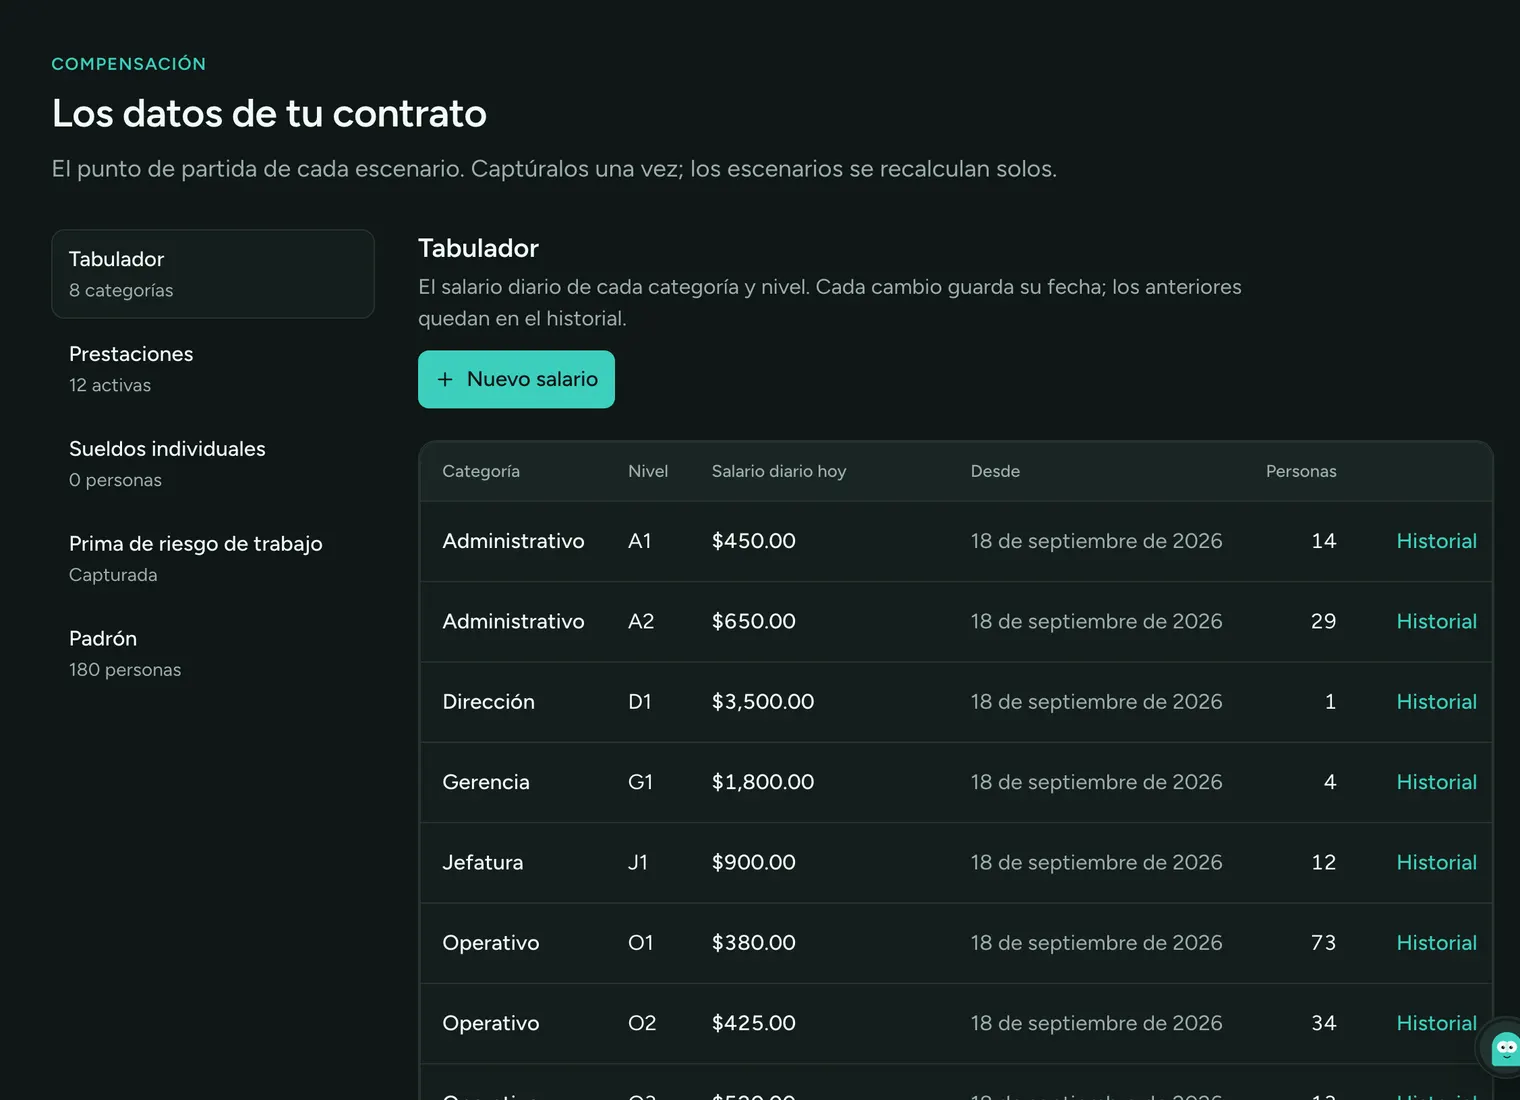 COMPENSACIÓN
Los datos de tu contrato
El punto de partida de cada escenario. Captúralos una vez; los escenarios se recalculan solos.
Tabulador
8 categorías
Prestaciones
12 activas
Sueldos individuales
0 personas
Prima de riesgo de trabajo
Capturada
Padrón
180 personas
Tabulador
El salario diario de cada categoría y nivel. Cada cambio guarda su fecha; los anteriores
quedan en el historial.
+ Nuevo salario
Categoría Nivel Salario diario hoy Desde Personas
Administrativo A1 $450.00 18 de septiembre de 2026 14 Historial
Administrativo A2 $650.00 18 de septiembre de 2026 29 Historial
Dirección D1 $3,500.00 18 de septiembre de 2026 1 Historial
Gerencia G1 $1,800.00 18 de septiembre de 2026 4 Historial
Jefatura J1 $900.00 18 de septiembre de 2026 12 Historial
Operativo O1 $380.00 18 de septiembre de 2026 73 Historial
Operativo O2 $425.00 18 de septiembre de 2026 34 Historial